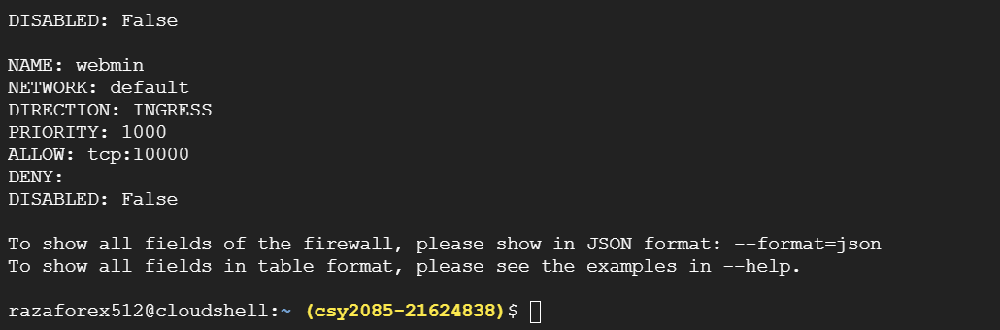 DISABLED: False
NAME: webmin
NETWORK: default
DIRECTION: INGRESS
PRIORITY: 1000
ALLOW: tcp:10000
DENY:
DISABLED: False
To show all fields of the firewall, please show in JSON format: --format=json
To show all fields in table format, please see the examples in --help.
razaforex512@cloudshell:~ (csy2085-21624838)$